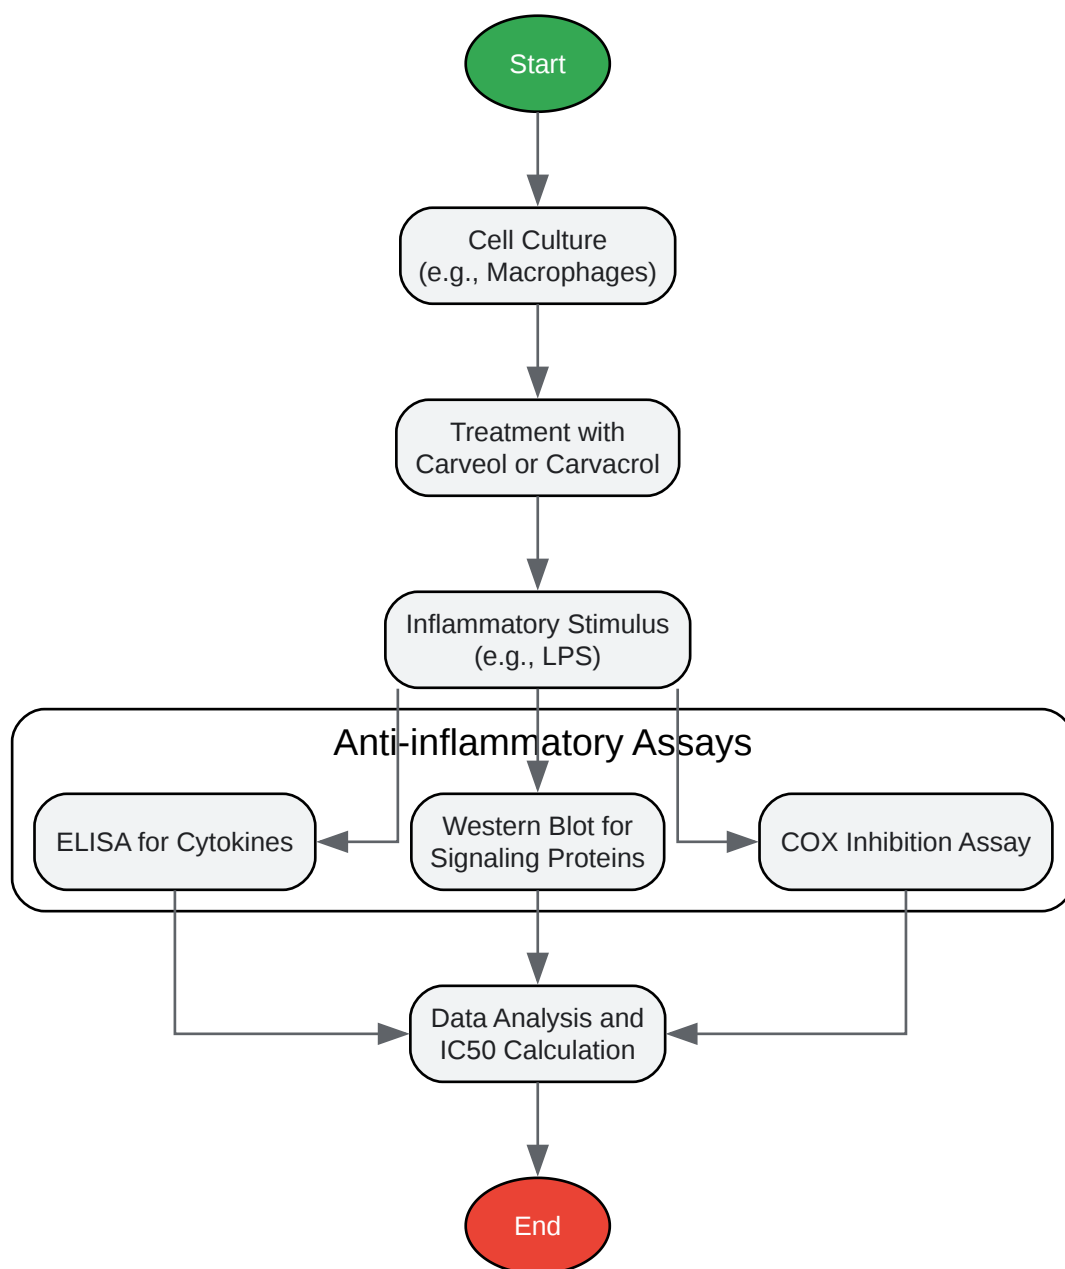 Start
Cell Culture
(e.g., Macrophages)
Treatment with
Carveol or Carvacrol
Inflammatory Stimulus
(e.g., LPS)
Anti-inflammatory Assays
ELISA for Cytokines
Western Blot for
Signaling Proteins
COX Inhibition Assay
Data Analysis and
IC50 Calculation
End